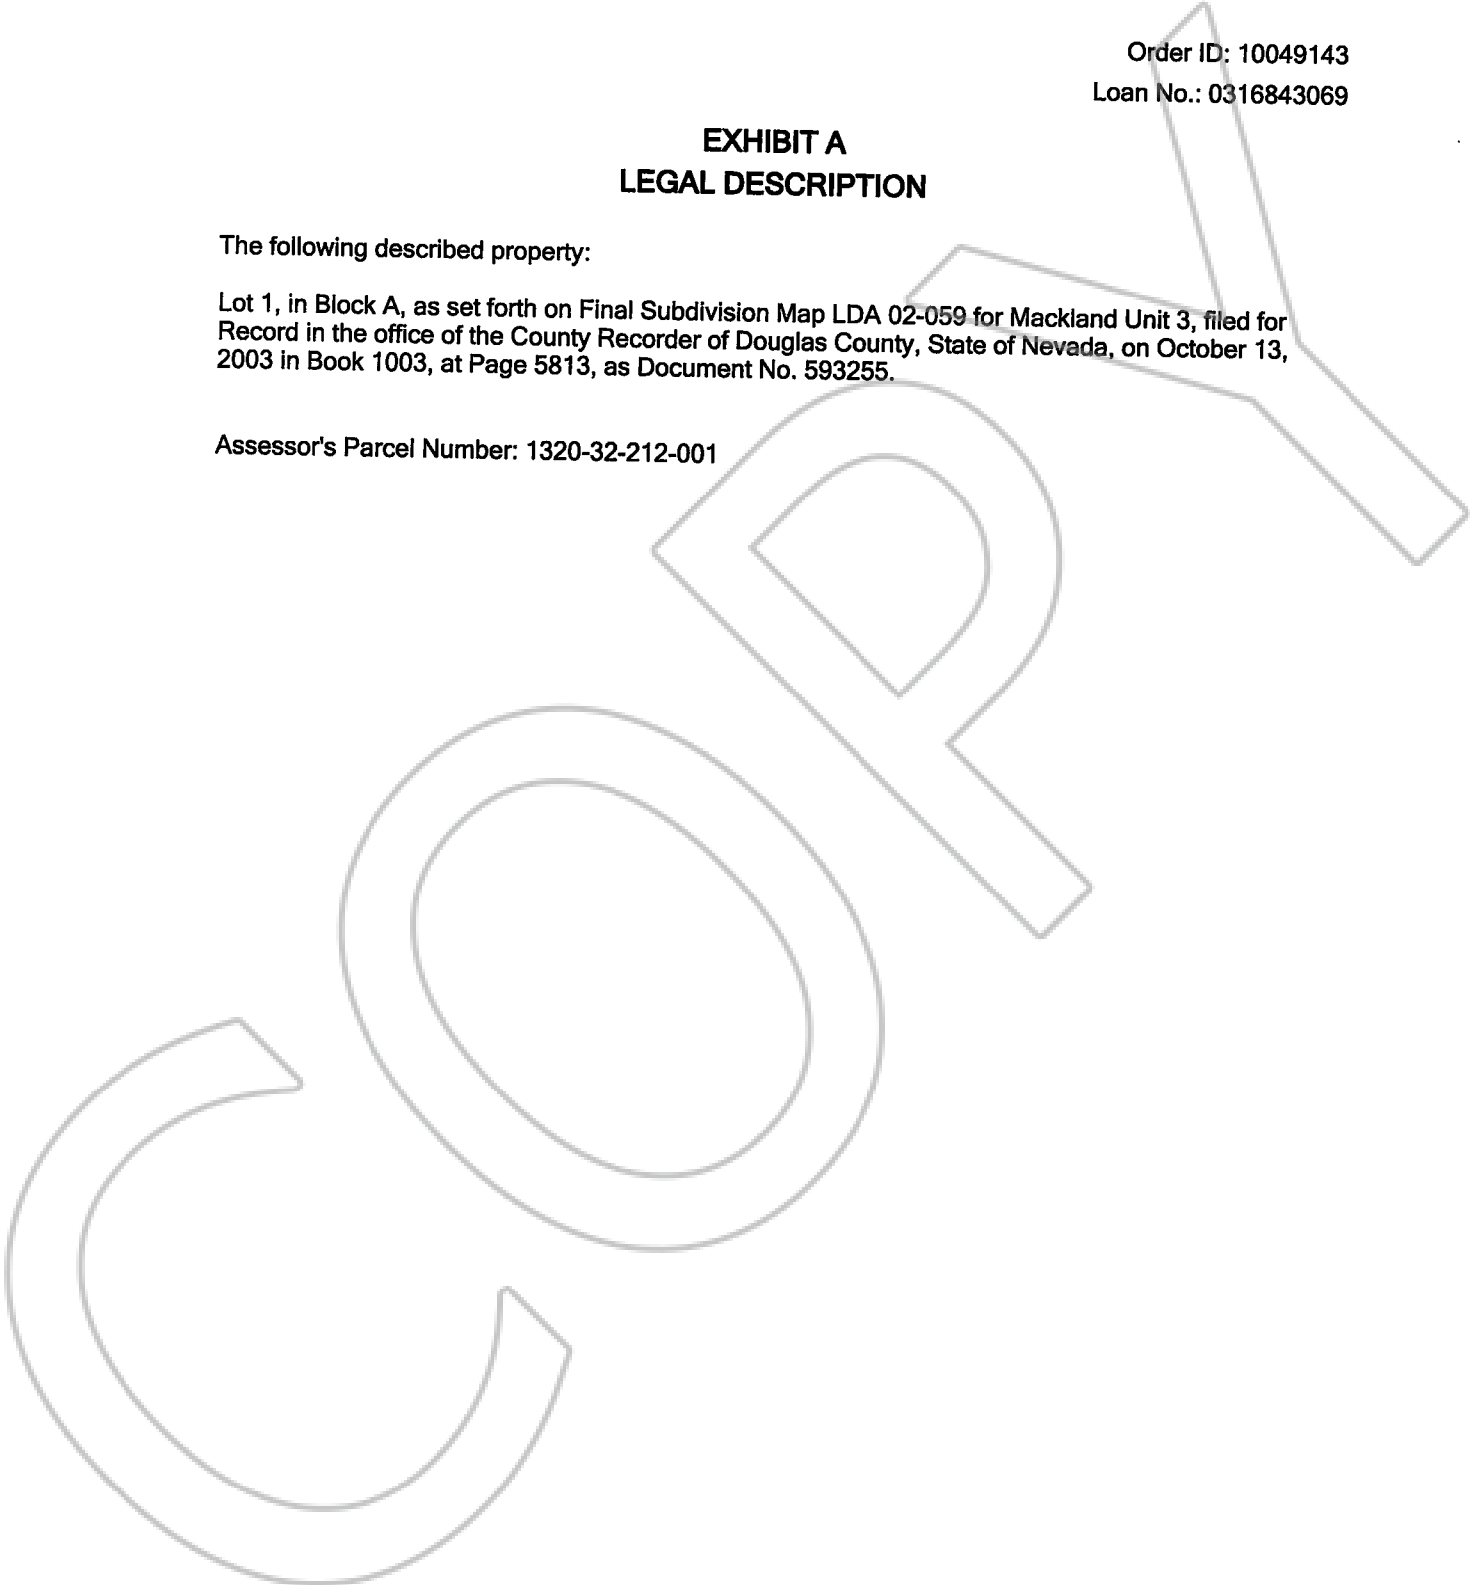 Order ID: 10049143
Loan No.: 0316843069
EXHIBIT A
LEGAL DESCRIPTION
The following described property:
Lot 1, in Block A, as set forth on Final Subdivision Map LDA 02-059 for Mackland Unit 3, filed for
Record in the office of the County Recorder of Douglas County, State of Nevada, on October 13,
2003 in Book 1003, at Page 5813, as Document No. 593255.
Assessor's Parcel Number: 1320-32-212-001
COPY